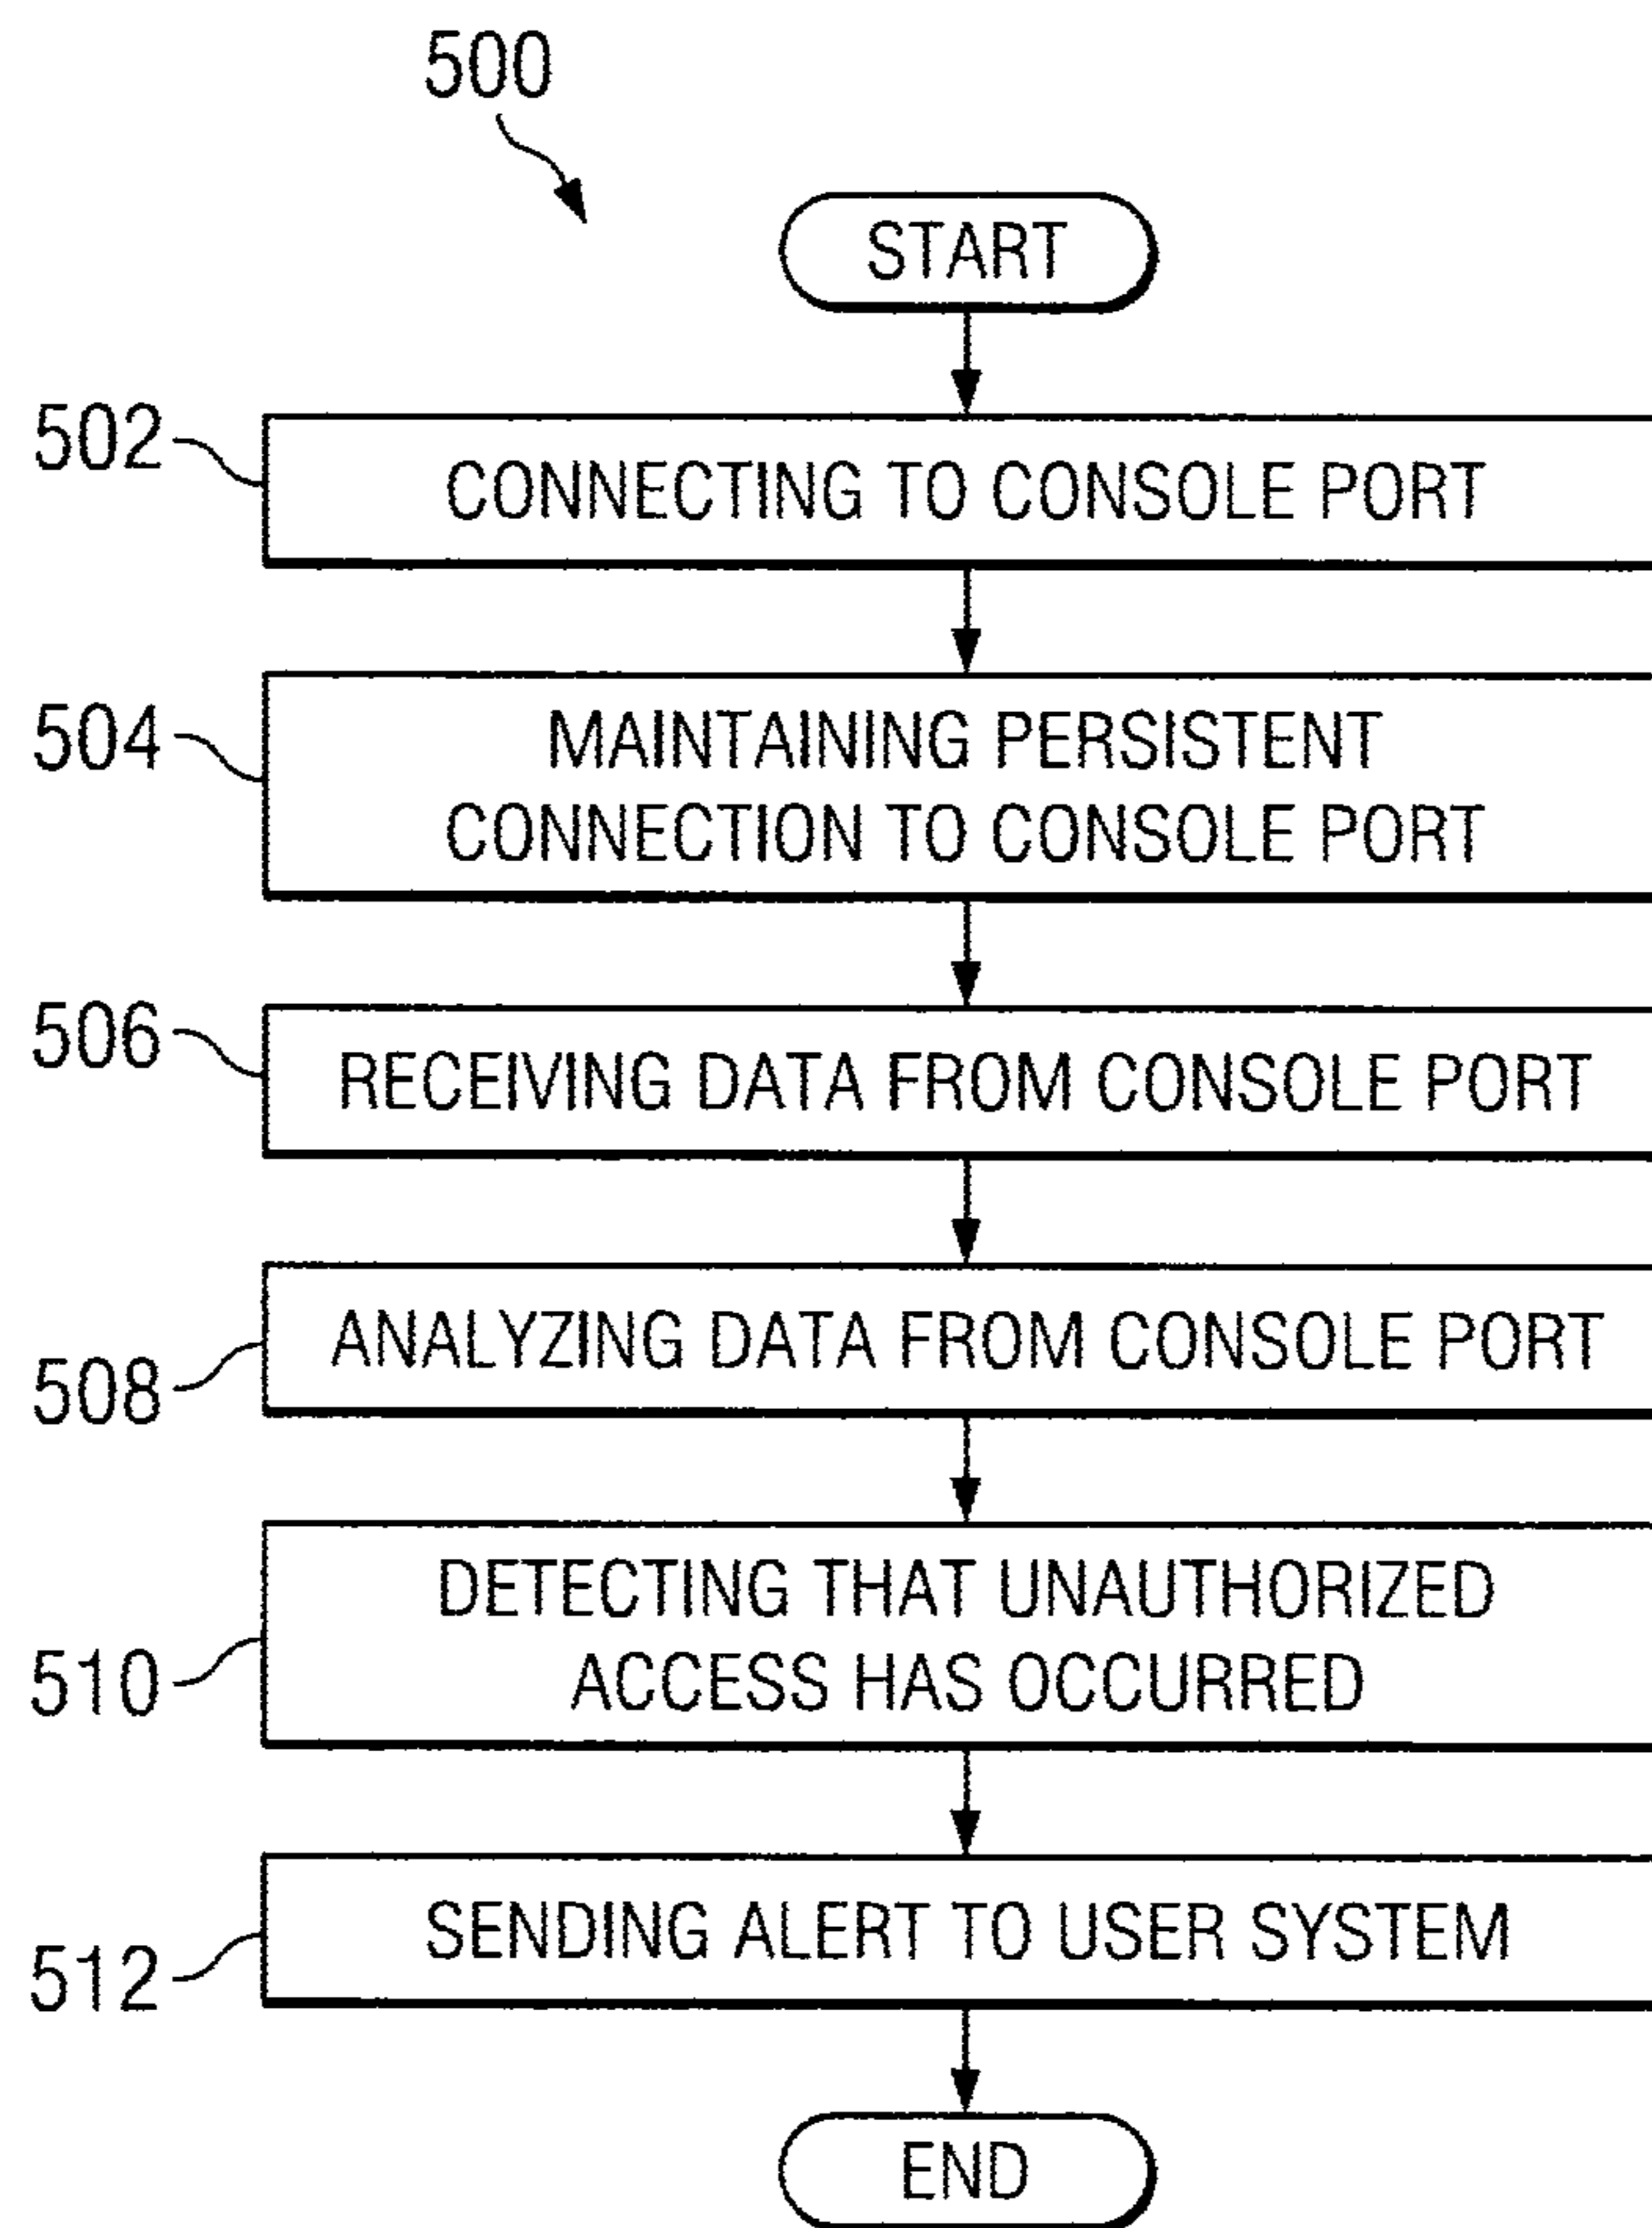 500
START
502
CONNECTING TO CONSOLE PORT
504
MAINTAINING PERSISTENT
CONNECTION TO CONSOLE PORT
506
RECEIVING DATA FROM CONSOLE PORT
508
ANALYZING DATA FROM CONSOLE PORT
510
DETECTING THAT UNAUTHORIZED
ACCESS HAS OCCURRED
512
SENDING ALERT TO USER SYSTEM
END